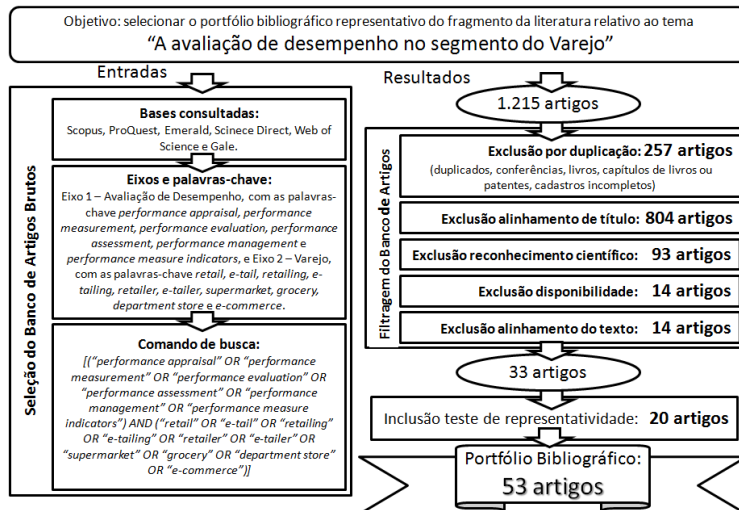 Objetivo: selecionar o portfólio bibliográfico representativo do fragmento da literatura relativo ao tema
“A avaliação de desempenho no segmento do Varejo”
Entradas
Seleção do Banco de Artigos Brutos
Bases consultadas:
Scopus, ProQuest, Emerald, Scinece Direct, Web of
Science e Gale.
Eixos e palavras-chave:
Eixo 1 – Avaliação de Desempenho, com as palavras-
chave performance appraisal, performance
measurement, performance evaluation, performance
assessment, performance management e
performance measure indicators, e Eixo 2 – Varejo,
com as palavras-chave retail, e-tail, retailing, e-
tailing, retailer, e-tailer, supermarket, grocery,
department store e e-commerce.
Comando de busca:
[(“performance appraisal” OR “performance
measurement” OR “performance evaluation” OR
“performance assessment” OR “performance
management” OR “performance measure
indicators”) AND (“retail” OR “e-tail” OR “retailing”
OR “e-tailing” OR “retailer” OR “e-tailer” OR
“supermarket” OR “grocery” OR “department store”
OR “e-commerce”)]
Resultados
1.215 artigos
Filtragem do Banco de Artigos
Exclusão por duplicação: 257 artigos
(duplicados, conferências, livros, capítulos de livros ou
patentes, cadastros incompletos)
Exclusão alinhamento de título: 804 artigos
Exclusão reconhecimento científico: 93 artigos
Exclusão disponibilidade: 14 artigos
Exclusão alinhamento do texto: 14 artigos
33 artigos
Inclusão teste de representatividade: 20 artigos
Portfólio Bibliográfico:
53 artigos